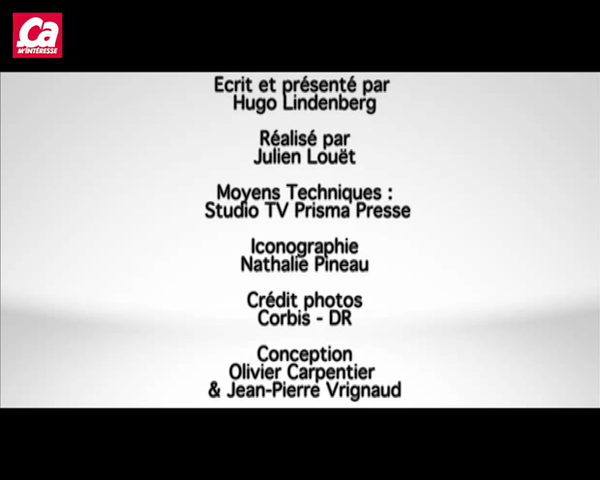 Ça
M'INTÉRESSE
Ecrit et présenté par
Hugo Lindenberg
Réalisé par
Julien Louët
Moyens Techniques :
Studio TV Prisma Presse
Iconographie
Nathalie Pineau
Crédit photos
Corbis - DR
Conception
Olivier Carpentier
& Jean-Pierre Vrignaud